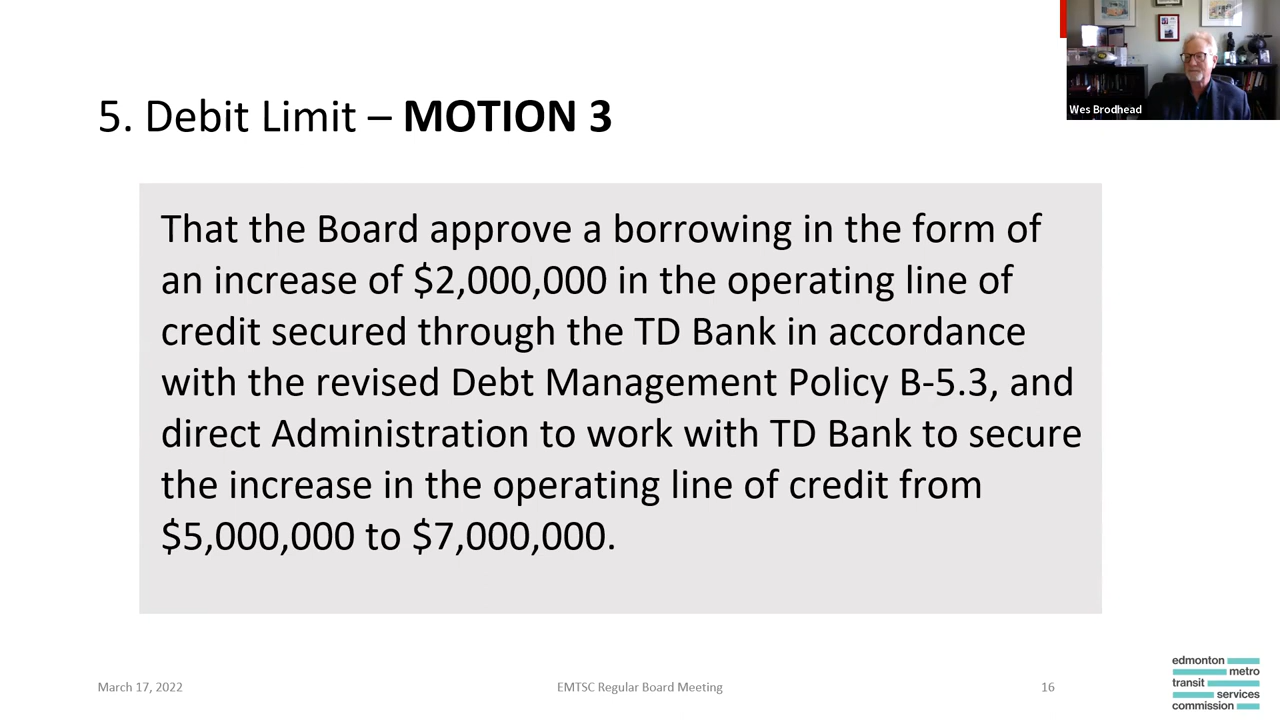 5. Debit Limit – MOTION 3
Wes Brodhead
That the Board approve a borrowing in the form of
an increase of $2,000,000 in the operating line of
credit secured through the TD Bank in accordance
with the revised Debt Management Policy B-5.3, and
direct Administration to work with TD Bank to secure
the increase in the operating line of credit from
$5,000,000 to $7,000,000.
March 17, 2022
EMTSC Regular Board Meeting
16
edmonton
metro
transit
services
commission